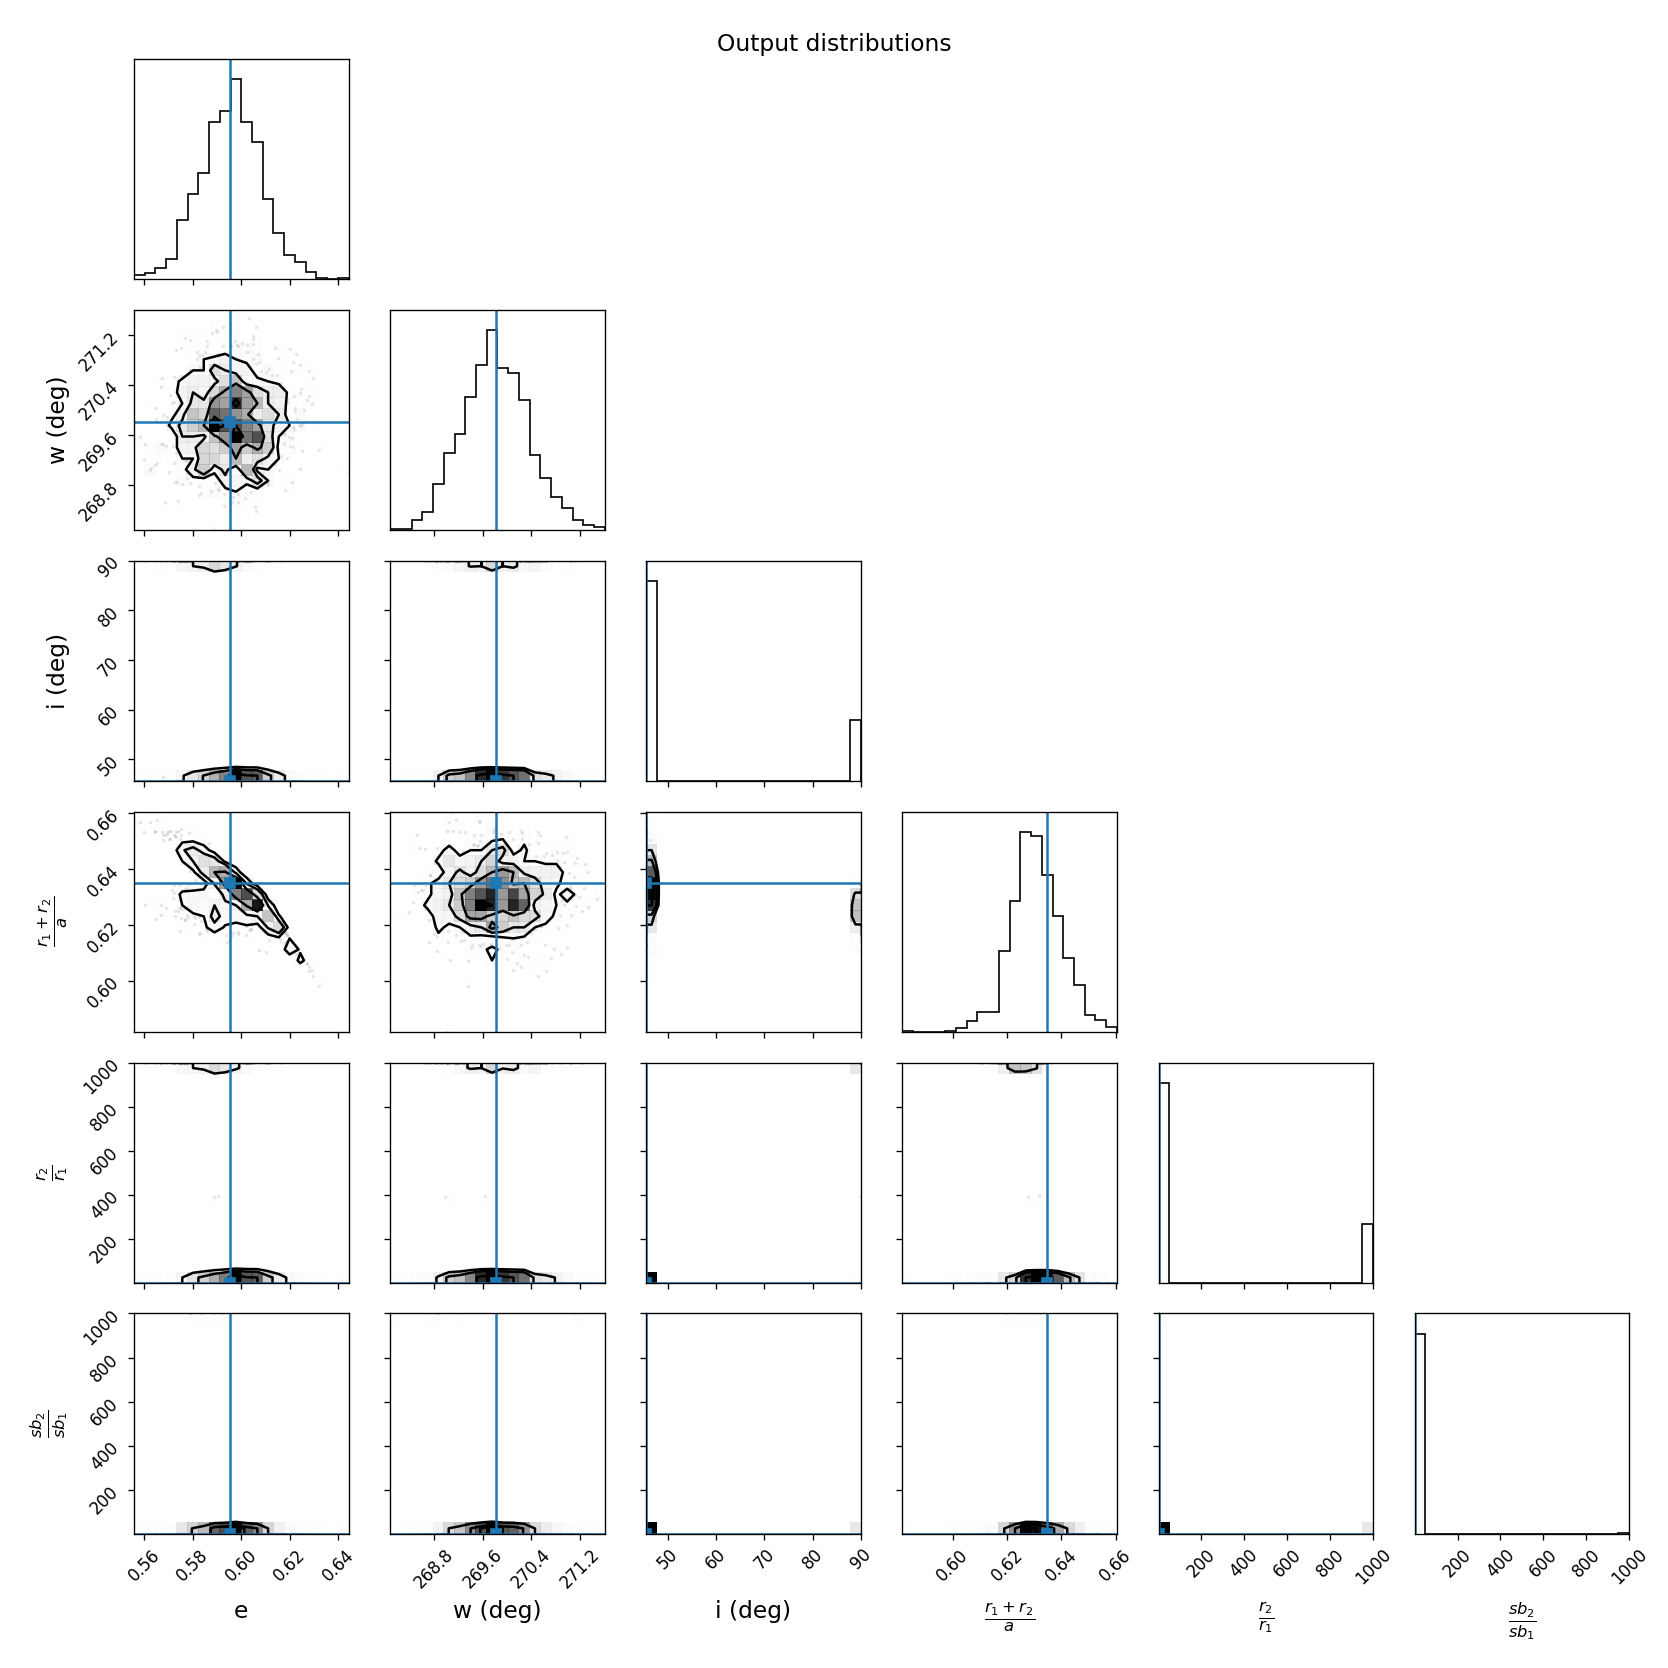 Output distributions
w (deg)
271.2
270.4
269.6
268.8
i (deg)
90
80
70
60
50
r1 + r2
a
0.66
0.64
0.62
0.60
r2
r1
1000
800
600
400
200
sb2
sb1
1000
800
600
400
200
0.56 0.58 0.60 0.62 0.64
268.8 269.6 270.4 271.2
50 60 70 80 90
0.60 0.62 0.64 0.66
200 400 600 800 1000
200 400 600 800 1000
e
w (deg)
i (deg)
r1 + r2
a
r2
r1
sb2
sb1